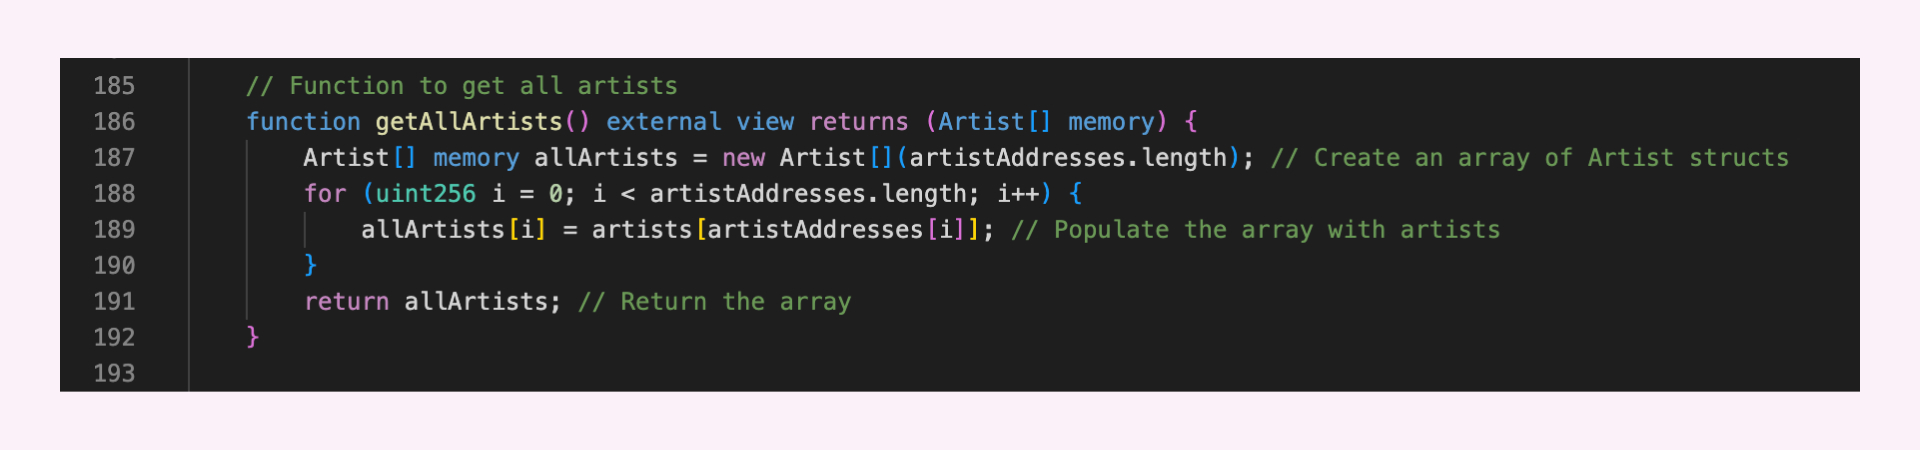 185 // Function to get all artists
186 function getAllArtists() external view returns (Artist[] memory) {
187 Artist[] memory allArtists = new Artist[](artistAddresses.length); // Create an array of Artist structs
188 for (uint256 i = 0; i < artistAddresses.length; i++) {
189 allArtists[i] = artists[artistAddresses[i]]; // Populate the array with artists
190 }
191 return allArtists; // Return the array
192 }
193